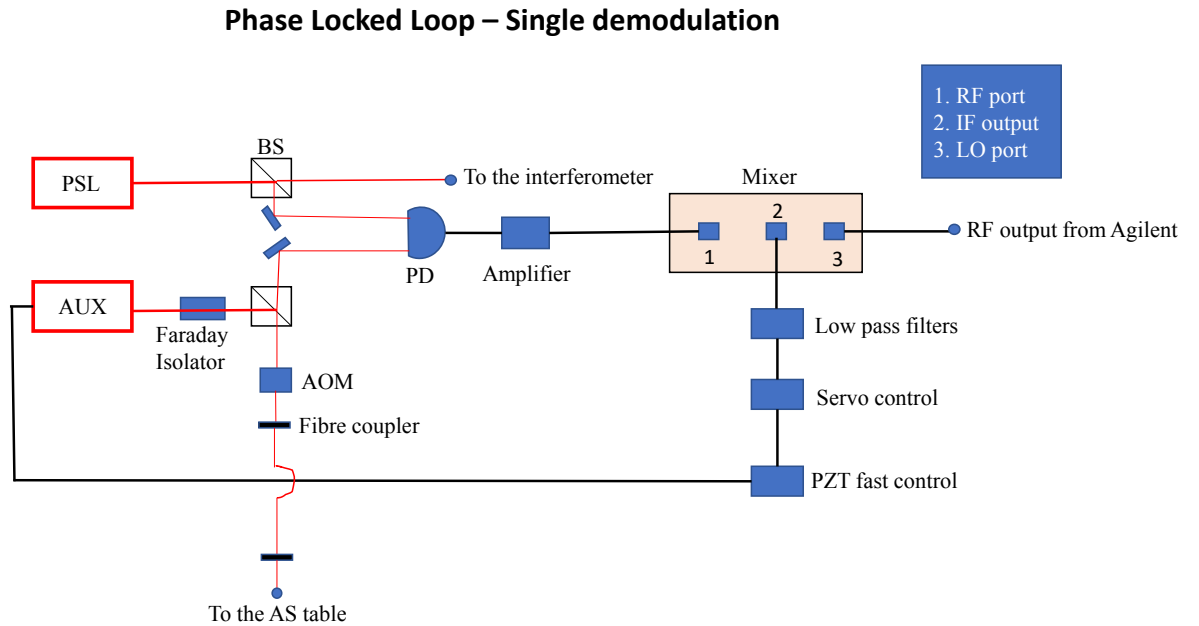 Phase Locked Loop – Single demodulation
1. RF port
2. IF output
3. LO port
BS
PSL
To the interferometer
Mixer
2
1
3
RF output from Agilent
PD
Amplifier
AUX
Faraday
Isolator
Low pass filters
AOM
Servo control
Fibre coupler
PZT fast control
To the AS table